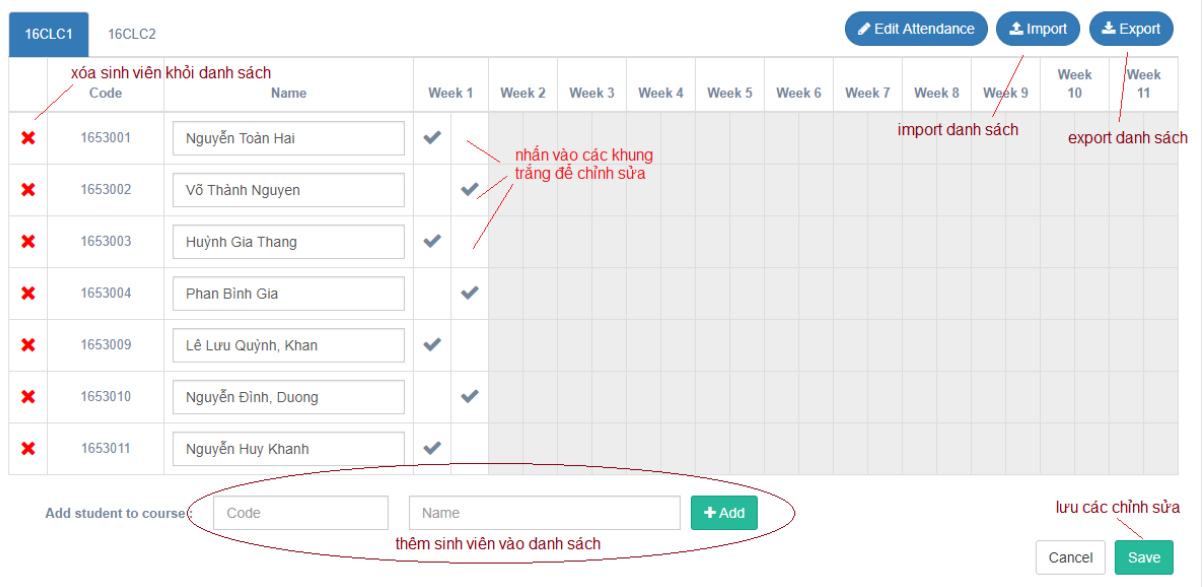 16CLC1 16CLC2 Edit Attendance Import Export
xóa sinh viên khỏi danh sách
Code Name Week 1 Week 2 Week 3 Week 4 Week 5 Week 6 Week 7 Week 8 Week 9 Week 10 Week 11
import danh sách
export danh sách
1653001 Nguyễn Toàn Hai
nhấn vào các khung
trắng để chỉnh sửa
1653002 Võ Thành Nguyen
1653003 Huỳnh Gia Thang
1653004 Phan Bình Gia
1653009 Lê Lưu Quỳnh, Khan
1653010 Nguyễn Đình, Duong
1653011 Nguyễn Huy Khanh
Add student to course : Code Name Add
thêm sinh viên vào danh sách
lưu các chỉnh sửa
Cancel Save